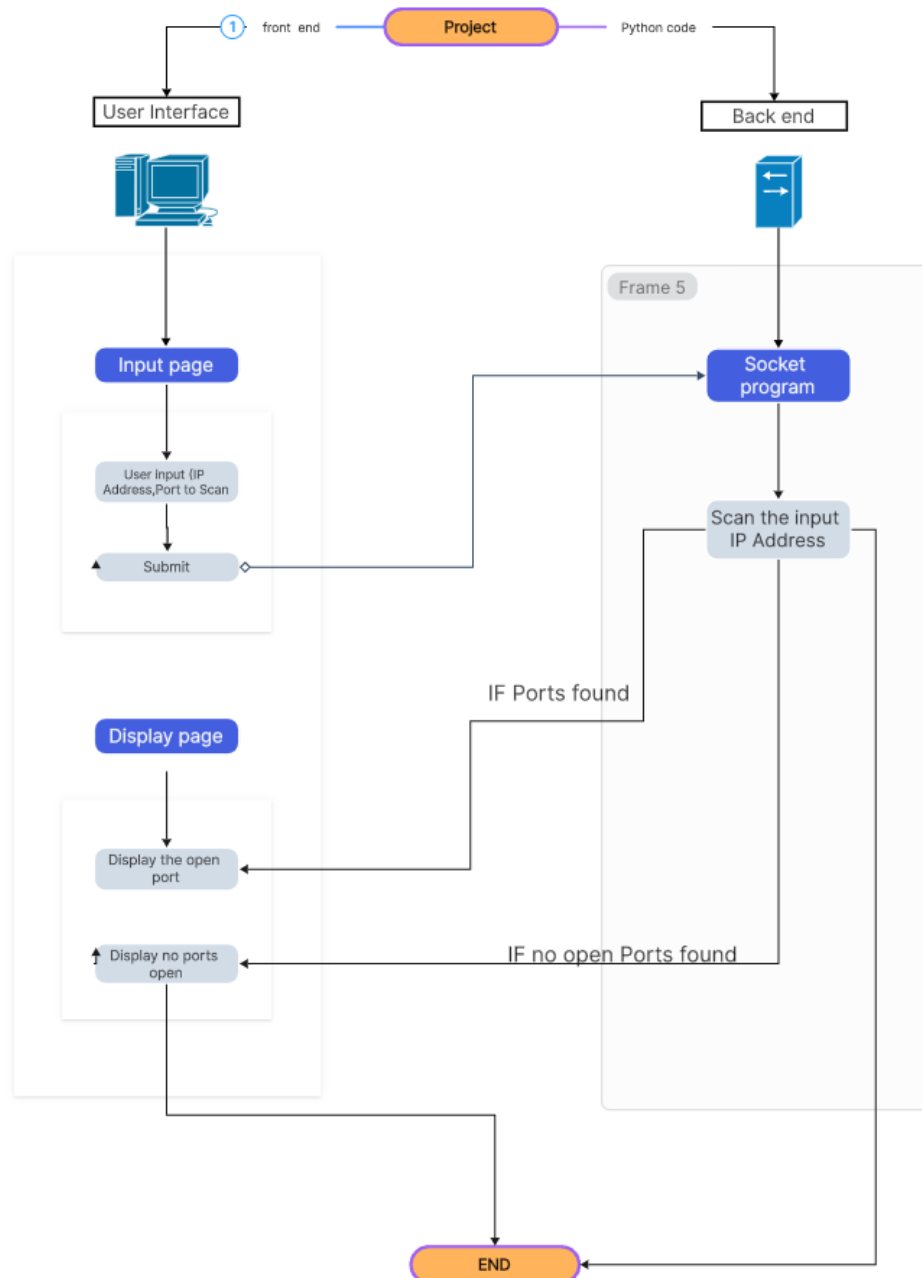 1
front end
Project
Python code
User Interface
Back end
Frame 5
Input page
Socket
program
User input (IP
Address,Port to Scan
Scan the input
IP Address
Submit
IF Ports found
Display page
Display the open
port
Display no ports
open
IF no open Ports found
END